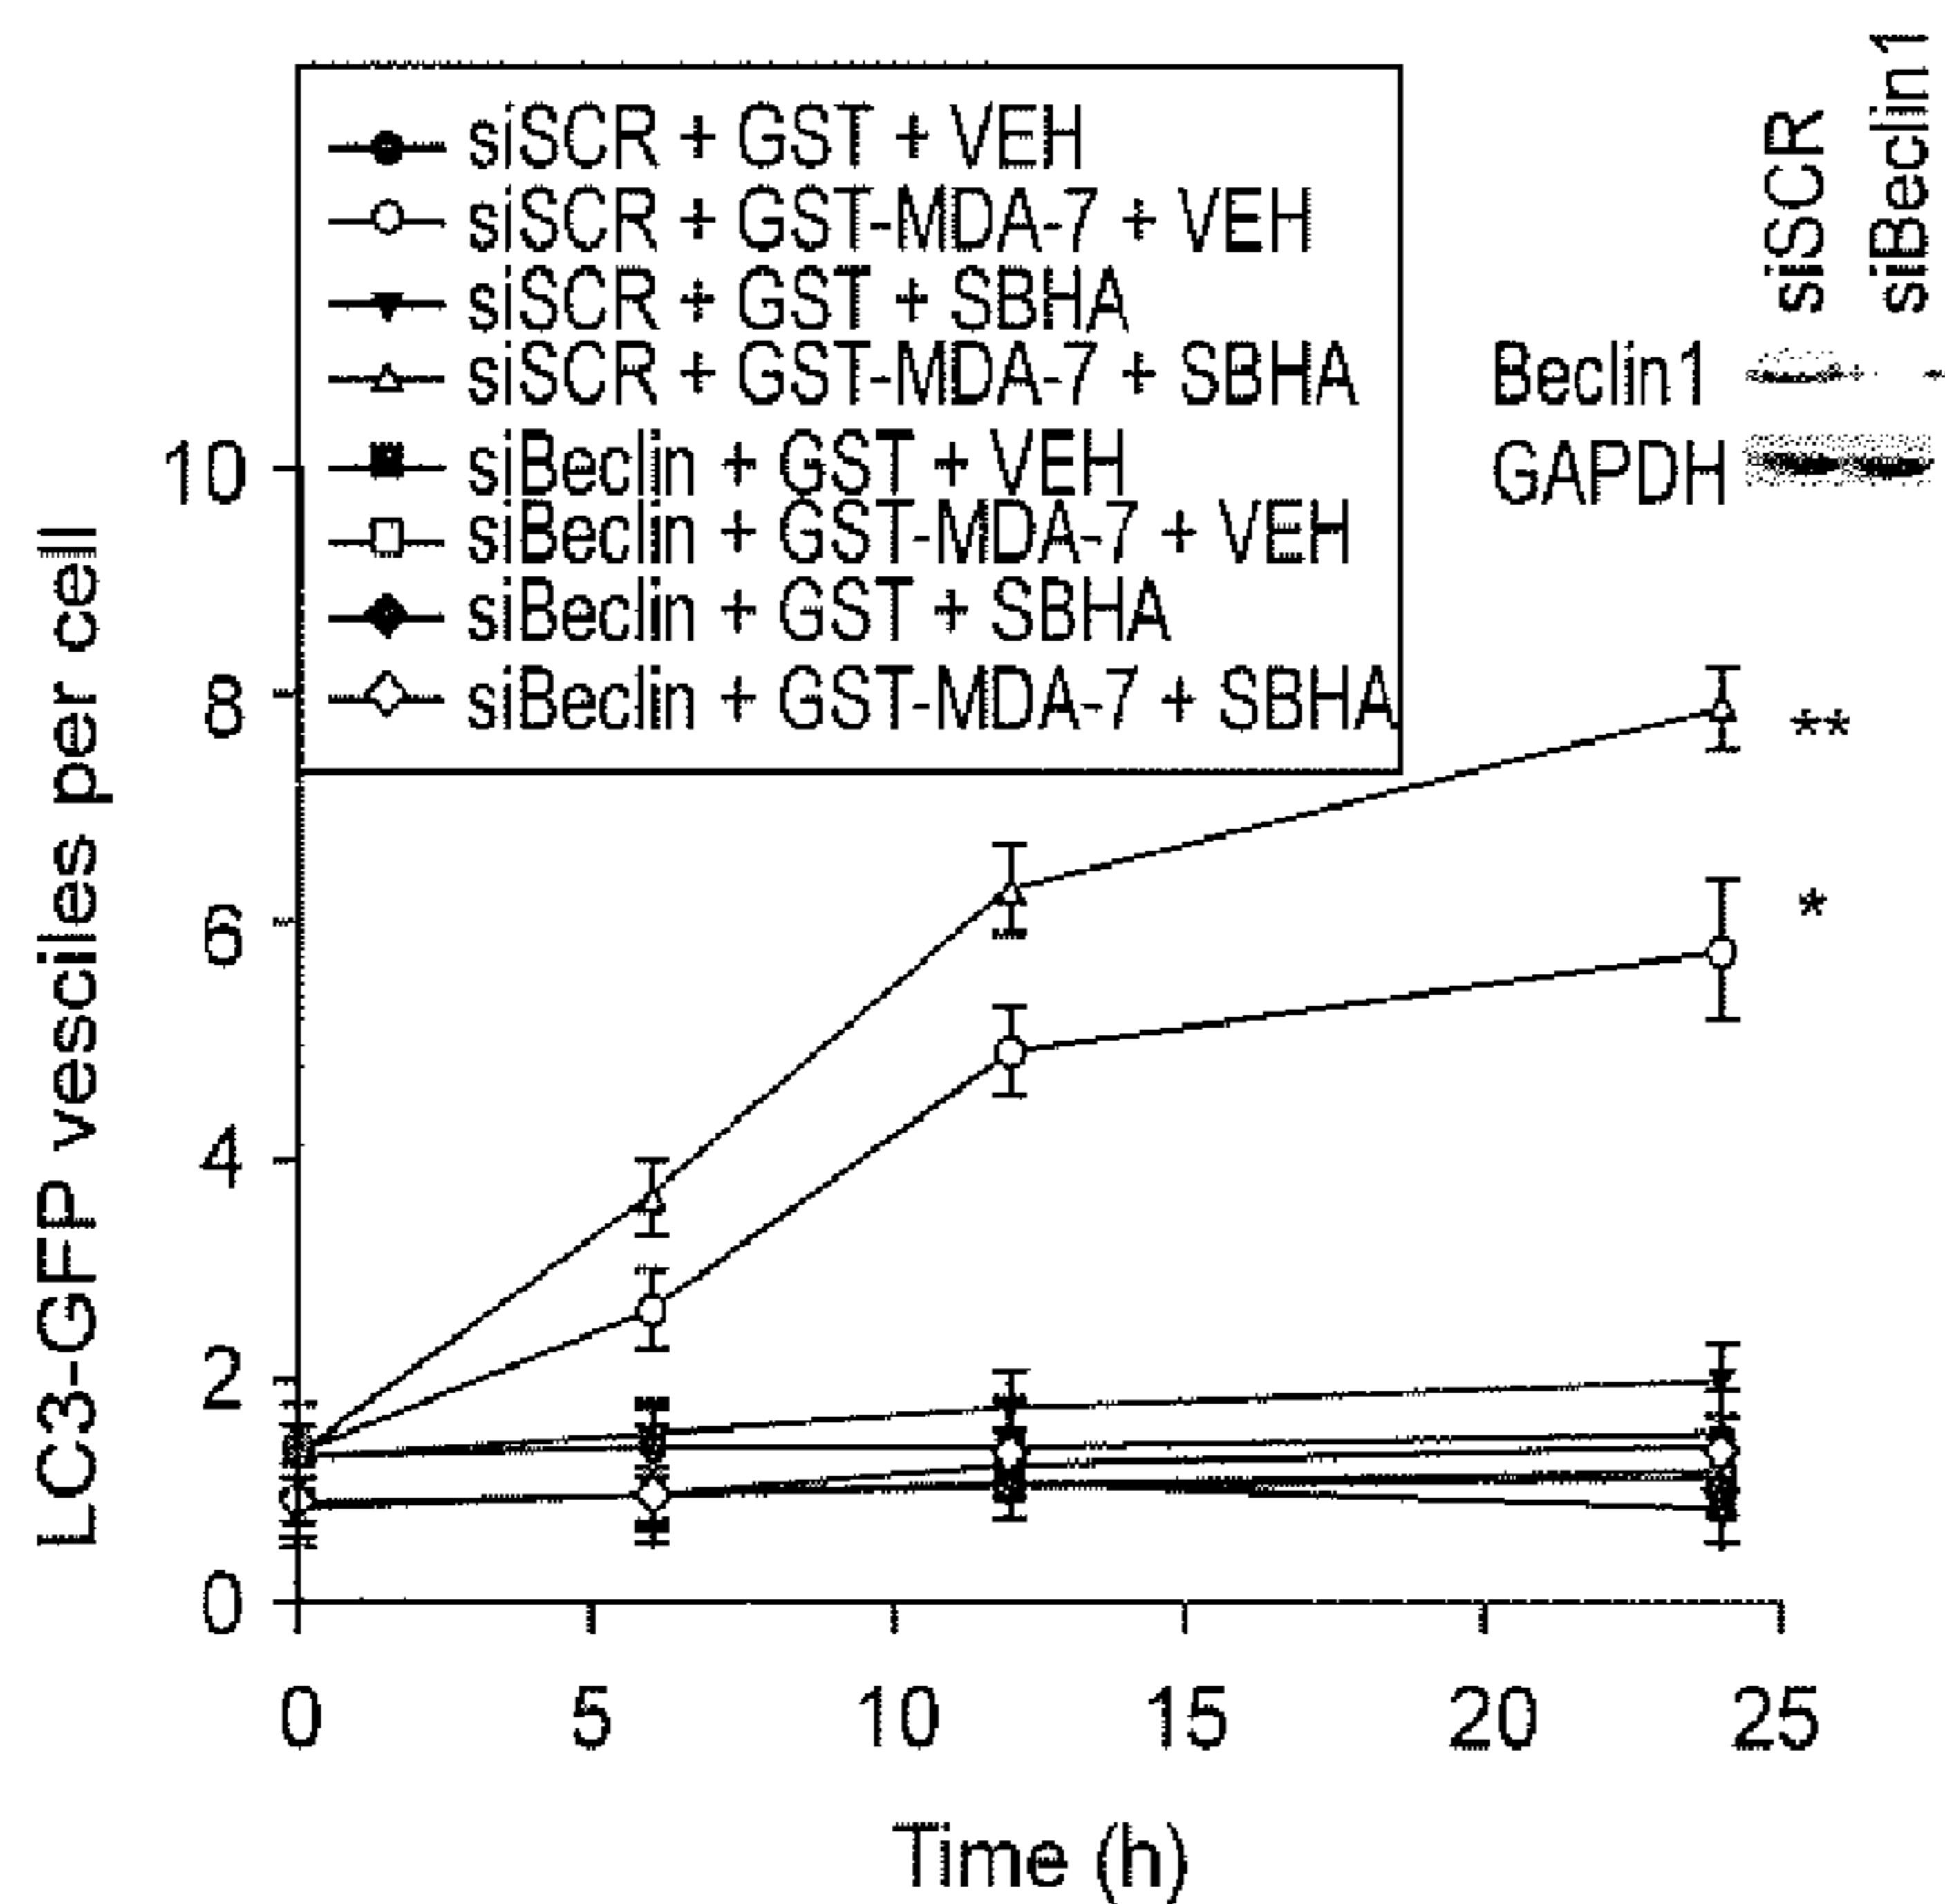 siSCR + GST + VEH
siSCR + GST-MDA-7 + VEH
siSCR + GST + SBHA
siSCR + GST-MDA-7 + SBHA
siBeclin + GST + VEH
siBeclin + GST-MDA-7 + VEH
siBeclin + GST + SBHA
siBeclin + GST-MDA-7 + SBHA
siSCR
siBeclin1
Beclin1
GAPDH
LC3-GFP vesciles per cell
10
8
6
4
2
0
**
*
0 5 10 15 20 25
Time (h)